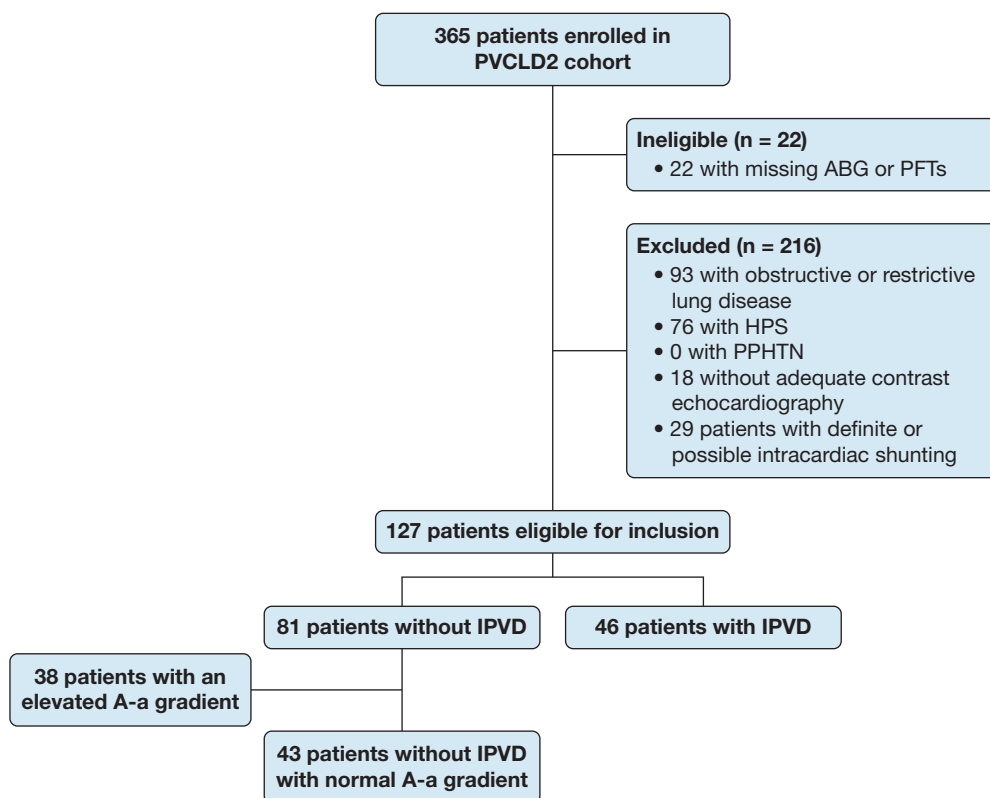 365 patients enrolled in
PVCLD2 cohort
Ineligible (n = 22)
• 22 with missing ABG or PFTs
Excluded (n = 216)
• 93 with obstructive or restrictive
lung disease
• 76 with HPS
• 0 with PPHTN
• 18 without adequate contrast
echocardiography
• 29 patients with definite or
possible intracardiac shunting
127 patients eligible for inclusion
81 patients without IPVD
46 patients with IPVD
38 patients with an
elevated A-a gradient
43 patients without IPVD
with normal A-a gradient